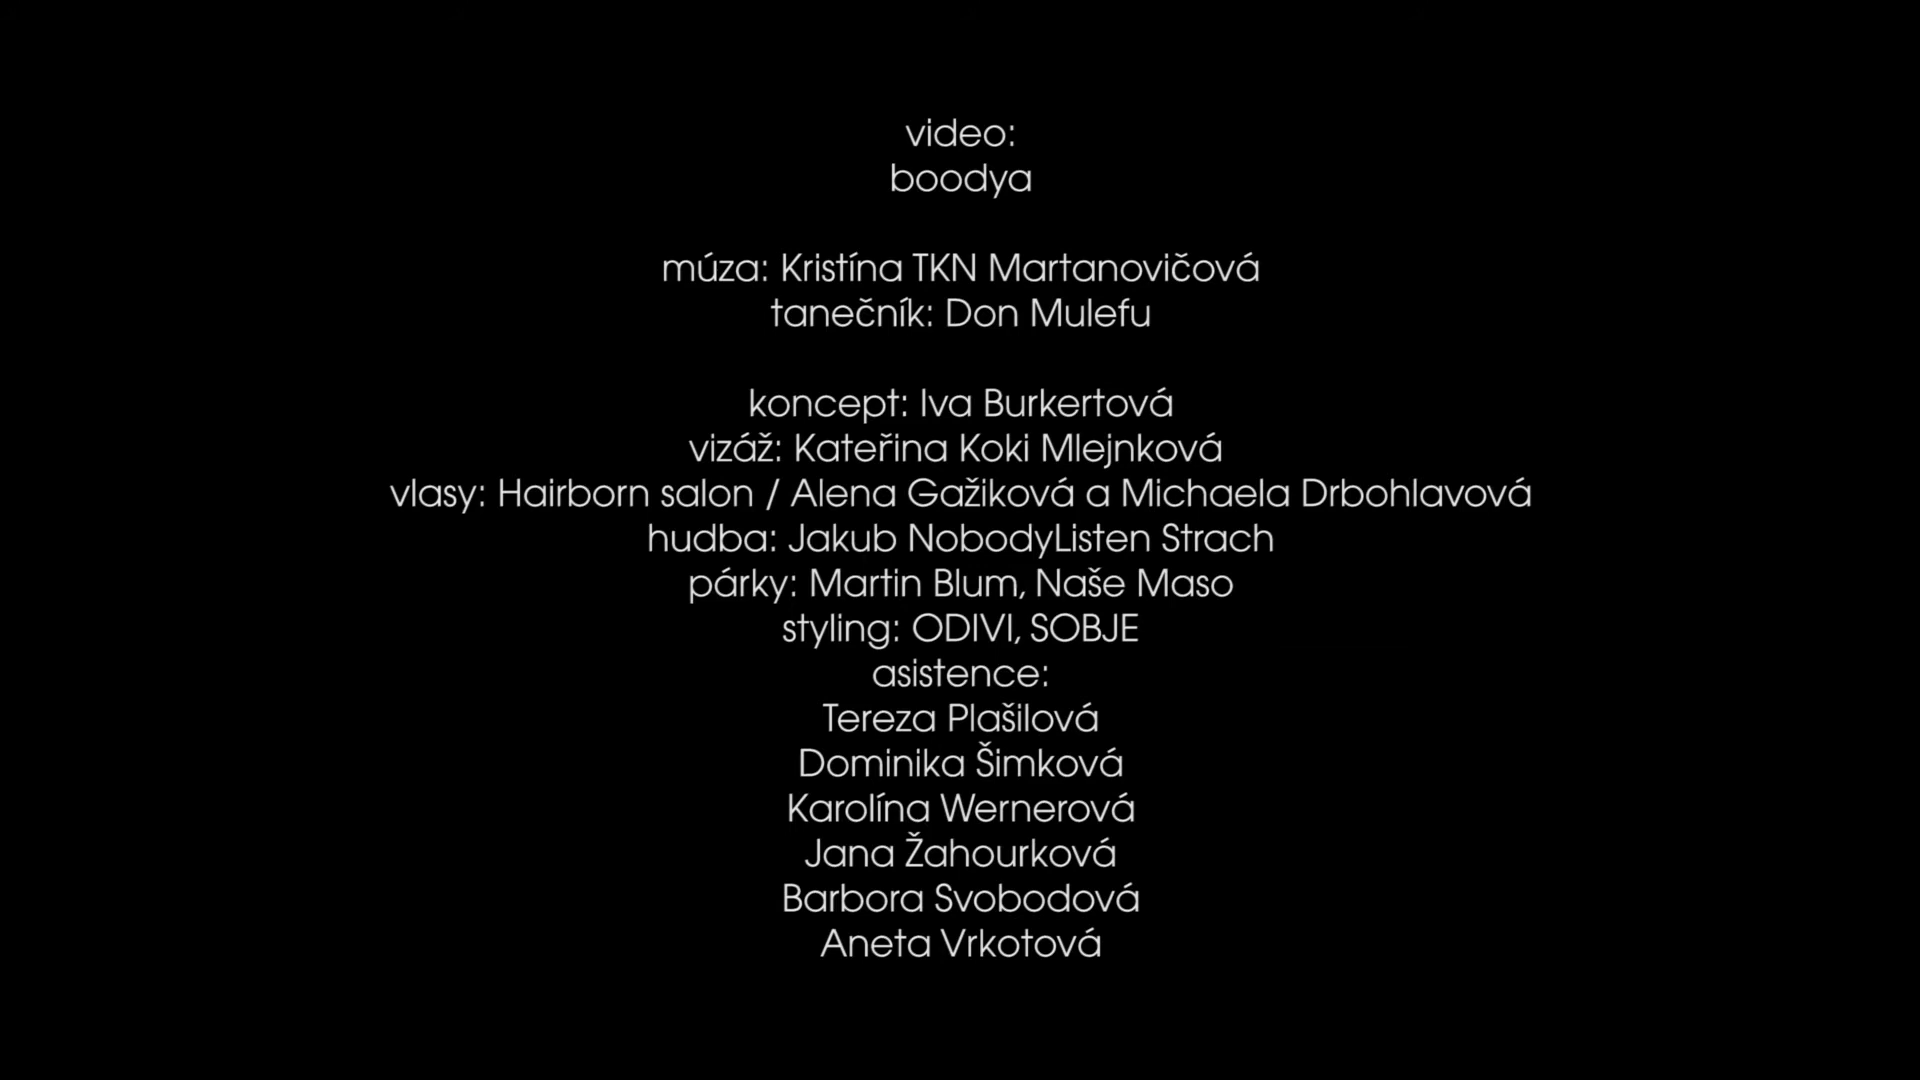 video:
boodya
múza: Kristína TKN Martanovičová
tanečník: Don Mulefu
koncept: Iva Burkertová
vizáž: Kateřina Koki Mlejnková
vlasy: Hairborn salon / Alena Gažiková a Michaela Drbohlavová
hudba: Jakub NobodyListen Strach
párky: Martin Blum, Naše Maso
styling: ODIVI, SOBJE
asistence:
Tereza Plašilová
Dominika Šimková
Karolína Wernerová
Jana Žahourková
Barbora Svobodová
Aneta Vrkotová